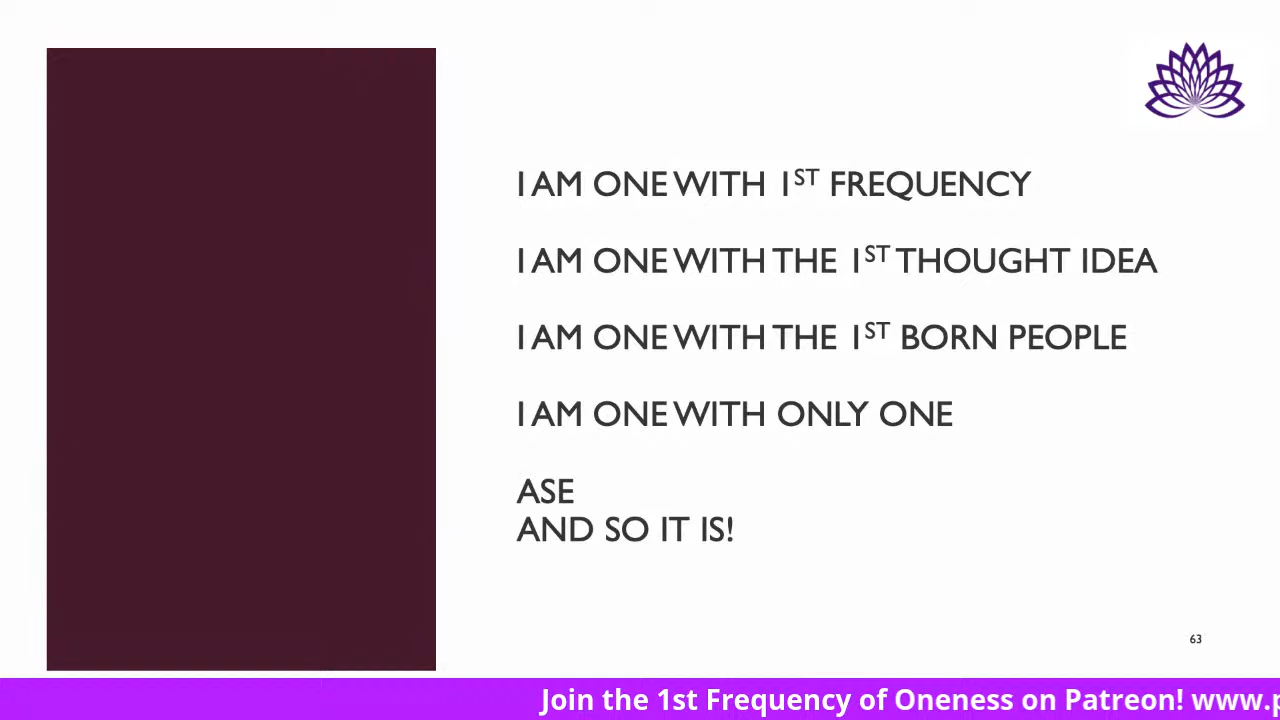 I AM ONE WITH 1ST FREQUENCY
I AM ONE WITH THE 1ST THOUGHT IDEA
I AM ONE WITH THE 1ST BORN PEOPLE
I AM ONE WITH ONLY ONE
ASE
AND SO IT IS!
63
Join the 1st Frequency of Oneness on Patreon! www.p